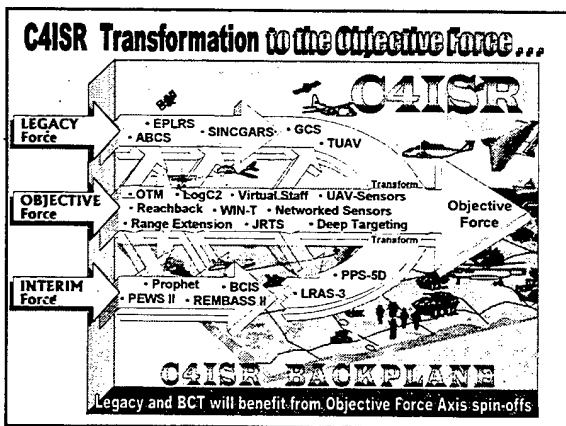 C4ISR Transformation to the Objective Force...
C4ISR
LEGACY
Force
• EPLRS
• ABCS
• SINCGARS
• GCS
• TUAV
OBJECTIVE
Force
Transform
• OTM • LogC2 • Virtual Staff • UAV-Sensors
• Reachback • WIN-T • Networked Sensors
• Range Extension • JRTS • Deep Targeting
Transform
Objective
Force
INTERIM
Force
• Prophet
• BCIS
• PEWS II
• REMBASS II
• LRAS-3
• PPS-5D
C4ISR BACKPLANE
Legacy and BCT will benefit from Objective Force Axis spin-offs